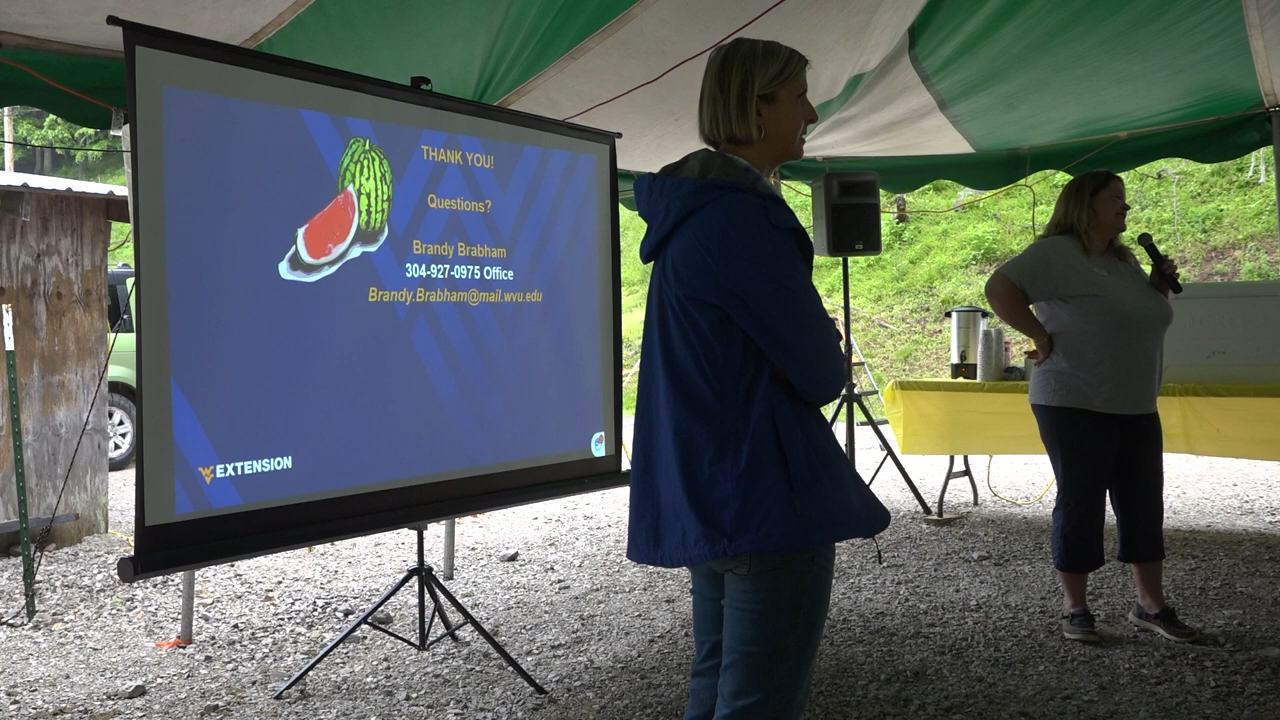 THANK YOU!
Questions?
Brandy Brabham
304-927-0975 Office
Brandy.Brabham@mail.wvu.edu
EXTENSION